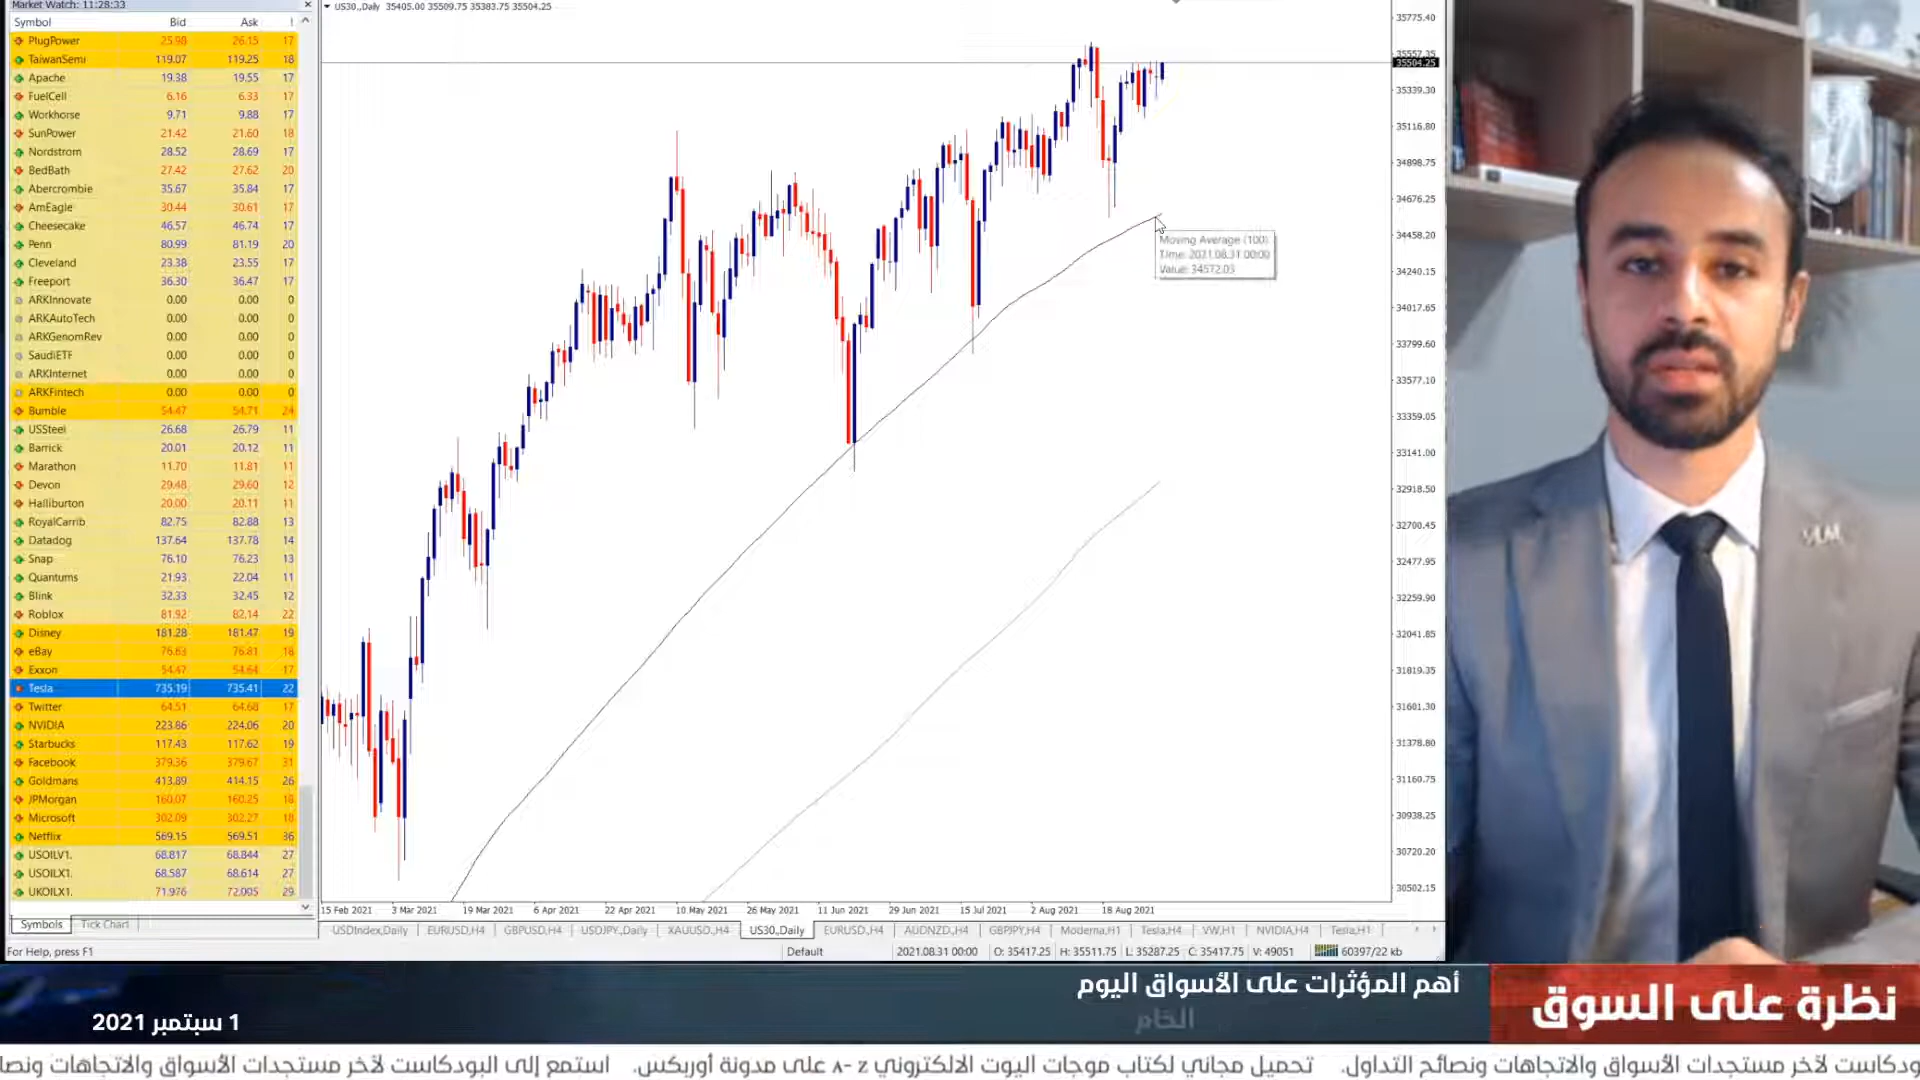 Market Watch: 11:28:33
Symbol Bid Ask !
PlugPower 25.98 26.15 17
TaiwanSemi 119.07 119.25 18
Apache 19.38 19.55 17
FuelCell 6.16 6.33 17
Workhorse 9.71 9.88 17
SunPower 21.42 21.60 18
Nordstrom 28.52 28.69 17
BedBath 27.42 27.62 20
Abercrombie 35.67 35.84 17
AmEagle 30.44 30.61 17
Cheesecake 46.57 46.74 17
Penn 80.99 81.19 20
Cleveland 23.38 23.55 17
Freeport 36.30 36.47 17
ARKInnovate 0.00 0.00 0
ARKAutoTech 0.00 0.00 0
ARKGenomRev 0.00 0.00 0
SaudiETF 0.00 0.00 0
ARKInternet 0.00 0.00 0
ARKFintech 0.00 0.00 0
Bumble 54.47 54.71 24
USSteel 26.68 26.79 11
Barrick 20.01 20.12 11
Marathon 11.70 11.81 11
Devon 29.48 29.60 12
Halliburton 20.00 20.11 11
RoyalCarrib 82.75 82.88 13
Datadog 137.64 137.78 14
Snap 76.10 76.23 13
Quantums 21.93 22.04 11
Blink 32.33 32.45 12
Roblox 81.92 82.14 22
Disney 181.28 181.47 19
eBay 76.63 76.81 18
Exxon 54.47 54.64 17
Tesla 735.19 735.41 22
Twitter 64.51 64.68 17
NVIDIA 223.86 224.06 20
Starbucks 117.43 117.62 19
Facebook 379.36 379.67 31
Goldmans 413.89 414.15 26
JPMorgan 160.07 160.25 18
Microsoft 302.09 302.27 18
Netflix 569.15 569.51 36
USOILV1. 68.817 68.844 27
USOILX1. 68.587 68.614 27
UKOILX1. 71.976 72.005 29
Symbols Tick Chart
For Help, press F1
US30.,Daily 35405.00 35509.75 35383.75 35504.25
35775.40
35557.35
35504.25
35339.30
35116.80
34898.75
34676.25
34458.20
34240.15
34017.65
33799.60
33577.10
33359.05
33141.00
32918.50
32700.45
32477.95
32259.90
32041.85
31819.35
31601.30
31378.80
31160.75
30938.25
30720.20
30502.15
Moving Average (100)
Time: 2021.08.31 00:00
Value: 34572.03
15 Feb 2021 3 Mar 2021 19 Mar 2021 6 Apr 2021 22 Apr 2021 10 May 2021 26 May 2021 11 Jun 2021 29 Jun 2021 15 Jul 2021 2 Aug 2021 18 Aug 2021
USDIndex,Daily EURUSD,H4 GBPUSD,H4 USDJPY.,Daily XAUUSD.,H4 US30.,Daily EURUSD.,H4 AUDNZD.,H4 GBPJPY,H4 Moderna,H1 Tesla,H4 VW,H1 NVIDIA,H4 Tesla,H1
Default 2021.08.31 00:00 O: 35417.25 H: 35511.75 L: 35287.25 C: 35417.75 V: 49051 60397/22 kb
نظرة على السوق
أهم المؤثرات على الأسواق اليوم
الخام
1 سبتمبر 2021
ودكاست لآخر مستجدات الأسواق والاتجاهات ونصائح التداول. تحميل مجاني لكتاب موجات اليوت الالكتروني A- Z على مدونة أوربكس. استمع إلى البودكاست لآخر مستجدات الأسواق والاتجاهات ونصا